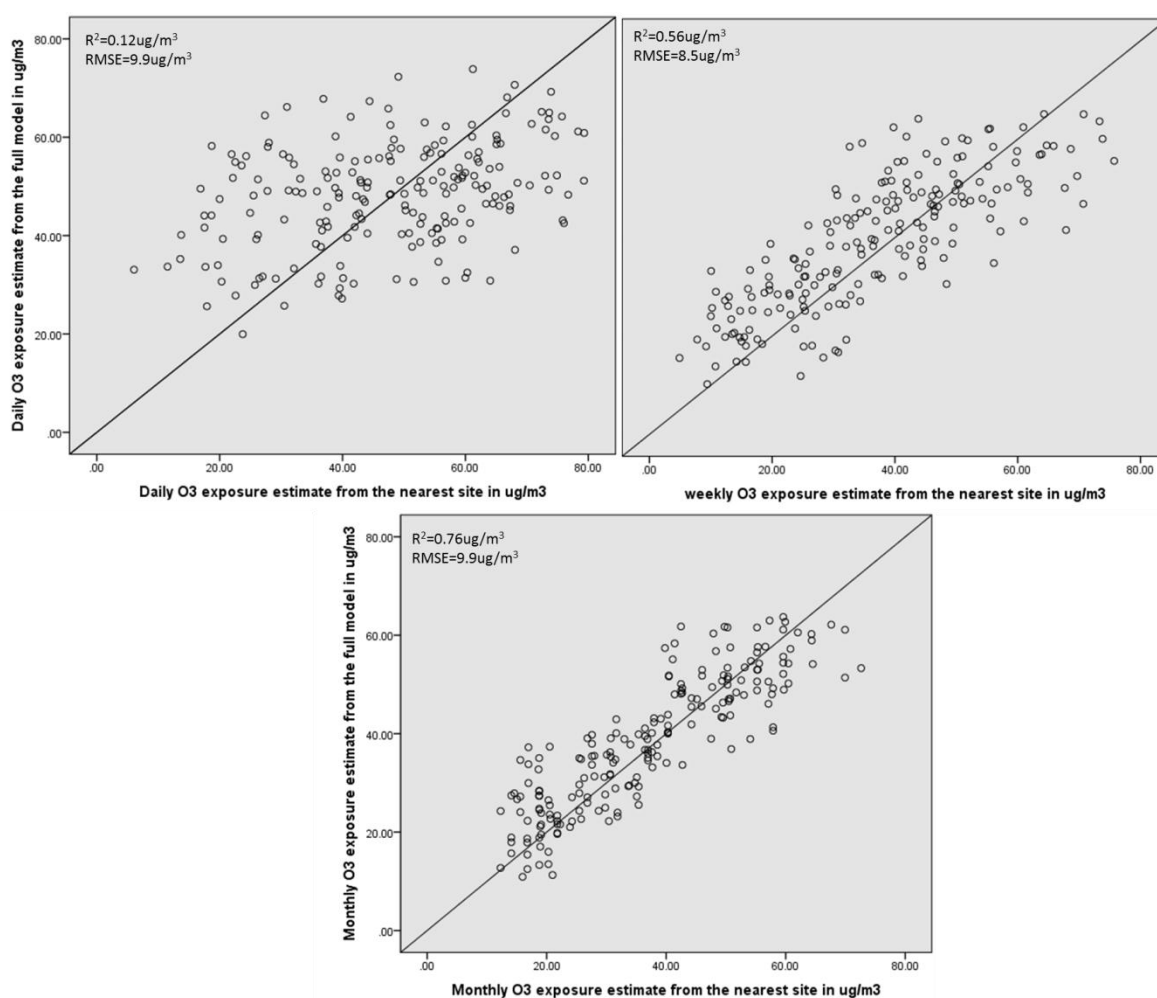 R²=0.12ug/m³
RMSE=9.9ug/m³
Daily O3 exposure estimate from the full model in ug/m3
80.00
60.00
40.00
20.00
.00
.00 20.00 40.00 60.00 80.00
Daily O3 exposure estimate from the nearest site in ug/m3
R²=0.56ug/m³
RMSE=8.5ug/m³
.00 20.00 40.00 60.00 80.00
weekly O3 exposure estimate from the nearest site in ug/m3
R²=0.76ug/m³
RMSE=9.9ug/m³
Monthly O3 exposure estimate from the full model in ug/m3
80.00
60.00
40.00
20.00
.00
.00 20.00 40.00 60.00 80.00
Monthly O3 exposure estimate from the nearest site in ug/m3